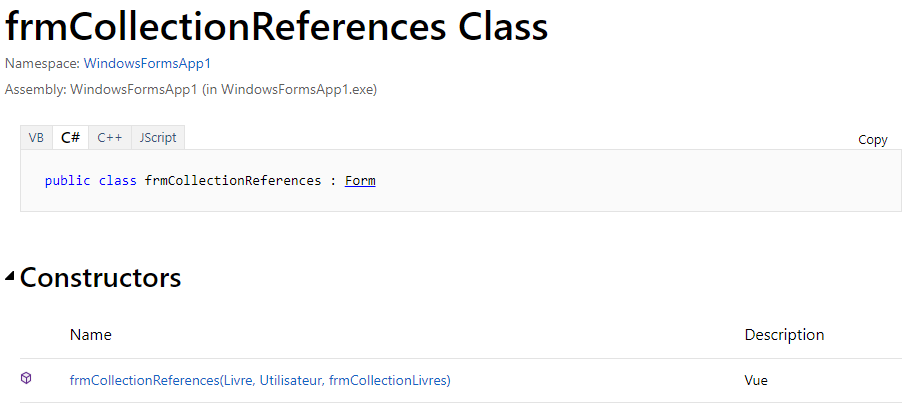 frmCollectionReferences Class
Namespace: WindowsFormsApp1
Assembly: WindowsFormsApp1 (in WindowsFormsApp1.exe)
VB C# C++ JScript Copy
public class frmCollectionReferences : Form
Constructors
Name Description
frmCollectionReferences(Livre, Utilisateur, frmCollectionLivres) Vue